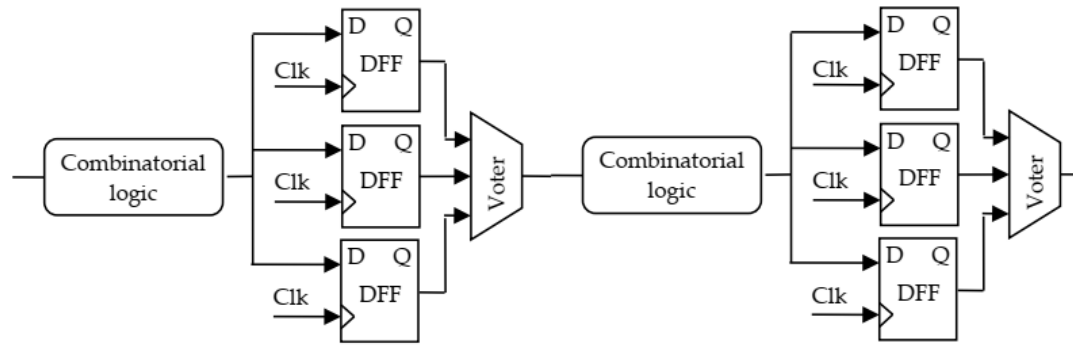 D Q
DFF
Clk
Combinatorial
logic
D Q
DFF
Clk
Voter
D Q
DFF
Clk
Combinatorial
logic
D Q
DFF
Clk
D Q
DFF
Clk
Voter
D Q
DFF
Clk